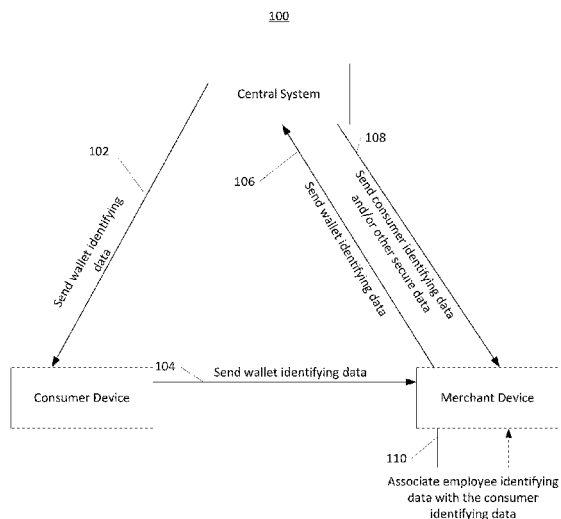 100
Central System
102
108
106
Send wallet identifying
data
Send wallet identifying data
Send consumer identifying data
and/or other secure data
104
Send wallet identifying data
Consumer Device
Merchant Device
110
Associate employee identifying
data with the consumer
identifying data